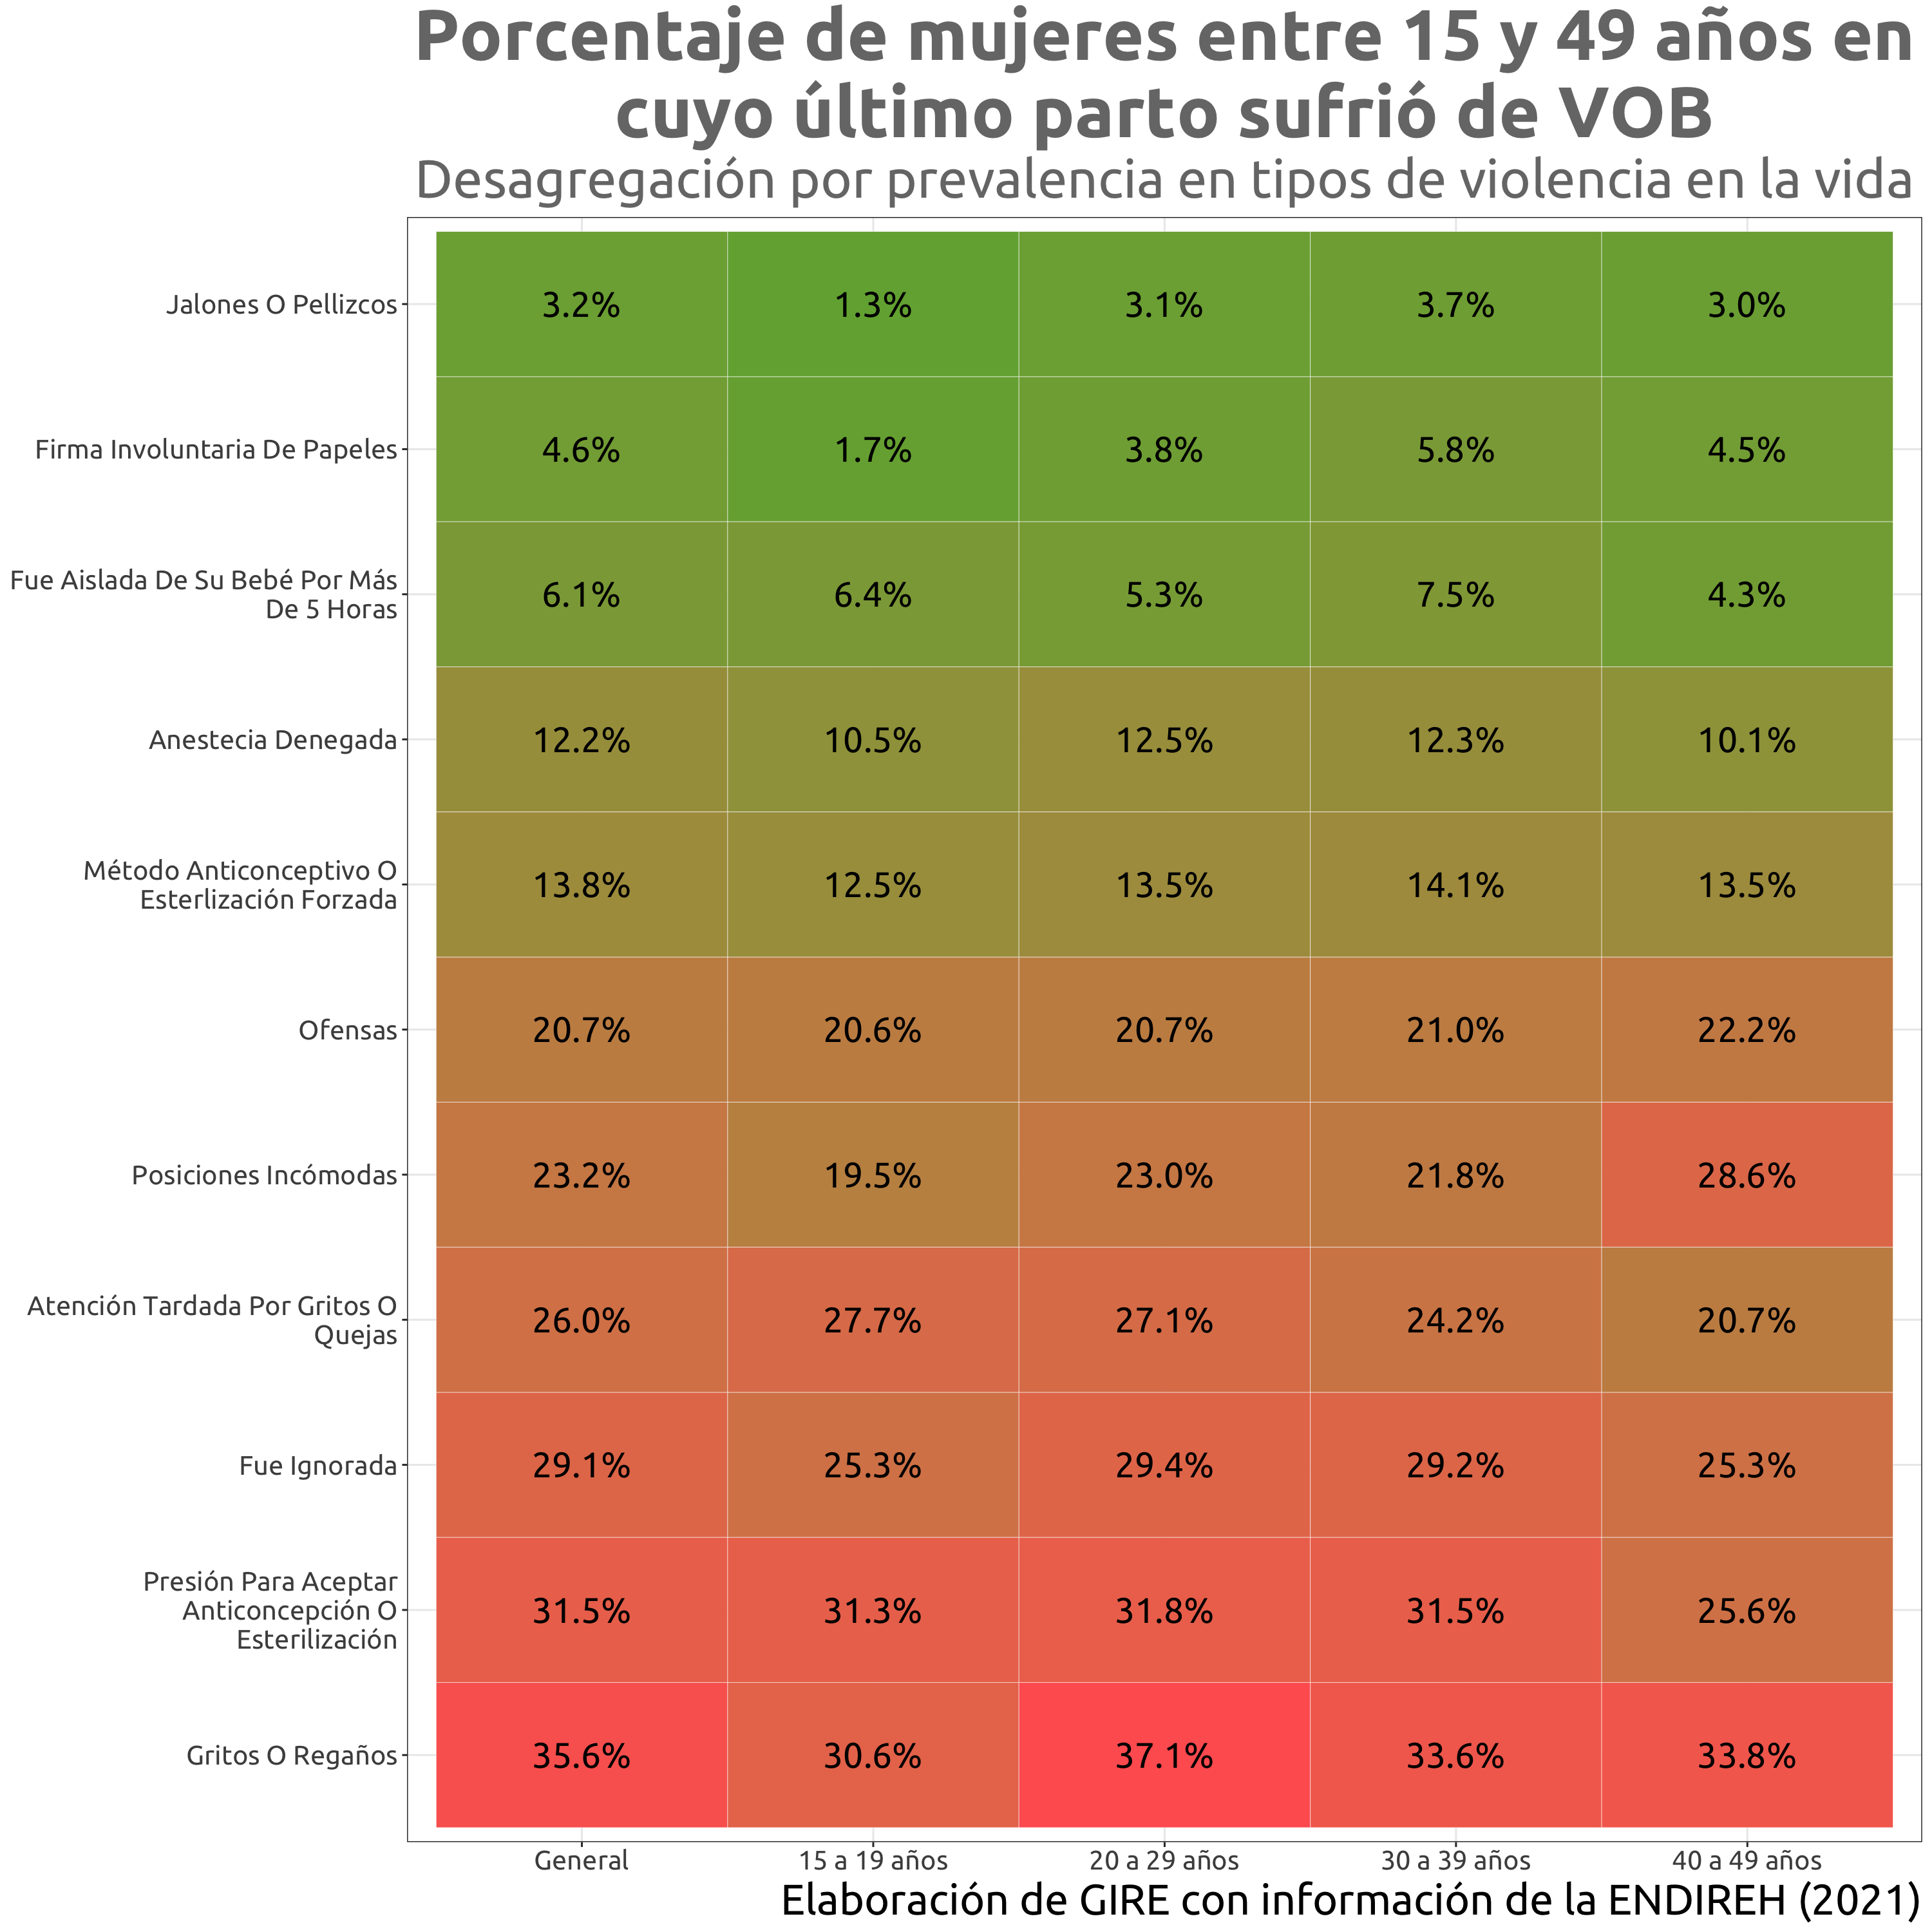 Porcentaje de mujeres entre 15 y 49 años en
cuyo último parto sufrió de VOB
Desagregación por prevalencia en tipos de violencia en la vida
Jalones O Pellizcos
3.2% 1.3% 3.1% 3.7% 3.0%
Firma Involuntaria De Papeles
4.6% 1.7% 3.8% 5.8% 4.5%
Fue Aislada De Su Bebé Por Más
De 5 Horas
6.1% 6.4% 5.3% 7.5% 4.3%
Anestecia Denegada
12.2% 10.5% 12.5% 12.3% 10.1%
Método Anticonceptivo O
Esterlización Forzada
13.8% 12.5% 13.5% 14.1% 13.5%
Ofensas
20.7% 20.6% 20.7% 21.0% 22.2%
Posiciones Incómodas
23.2% 19.5% 23.0% 21.8% 28.6%
Atención Tardada Por Gritos O
Quejas
26.0% 27.7% 27.1% 24.2% 20.7%
Fue Ignorada
29.1% 25.3% 29.4% 29.2% 25.3%
Presión Para Aceptar
Anticoncepción O
Esterilización
31.5% 31.3% 31.8% 31.5% 25.6%
Gritos O Regaños
35.6% 30.6% 37.1% 33.6% 33.8%
General 15 a 19 años 20 a 29 años 30 a 39 años 40 a 49 años
Elaboración de GIRE con información de la ENDIREH (2021)